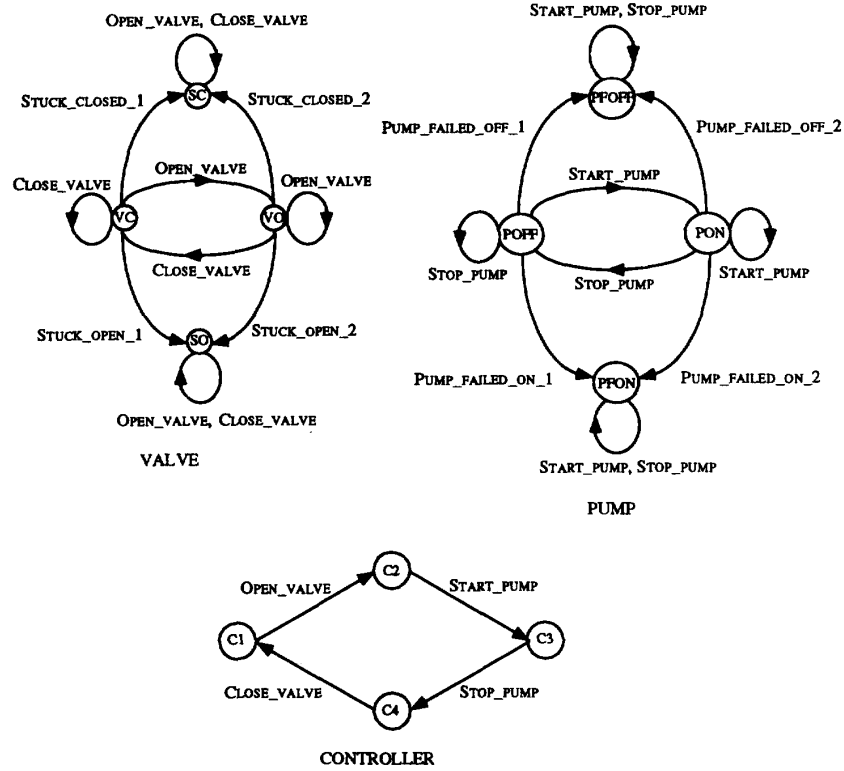 OPEN_VALVE, CLOSE_VALVE
SC
STUCK_CLOSED_1
STUCK_CLOSED_2
OPEN_VALVE
CLOSE_VALVE
OPEN_VALVE
VC
VO
CLOSE_VALVE
STUCK_OPEN_1
STUCK_OPEN_2
SO
OPEN_VALVE, CLOSE_VALVE
VALVE
START_PUMP, STOP_PUMP
PFOFF
PUMP_FAILED_OFF_1
PUMP_FAILED_OFF_2
START_PUMP
POFF
PON
STOP_PUMP
STOP_PUMP
START_PUMP
PUMP_FAILED_ON_1
PUMP_FAILED_ON_2
PFON
START_PUMP, STOP_PUMP
PUMP
C2
OPEN_VALVE
START_PUMP
C1
C3
CLOSE_VALVE
STOP_PUMP
C4
CONTROLLER